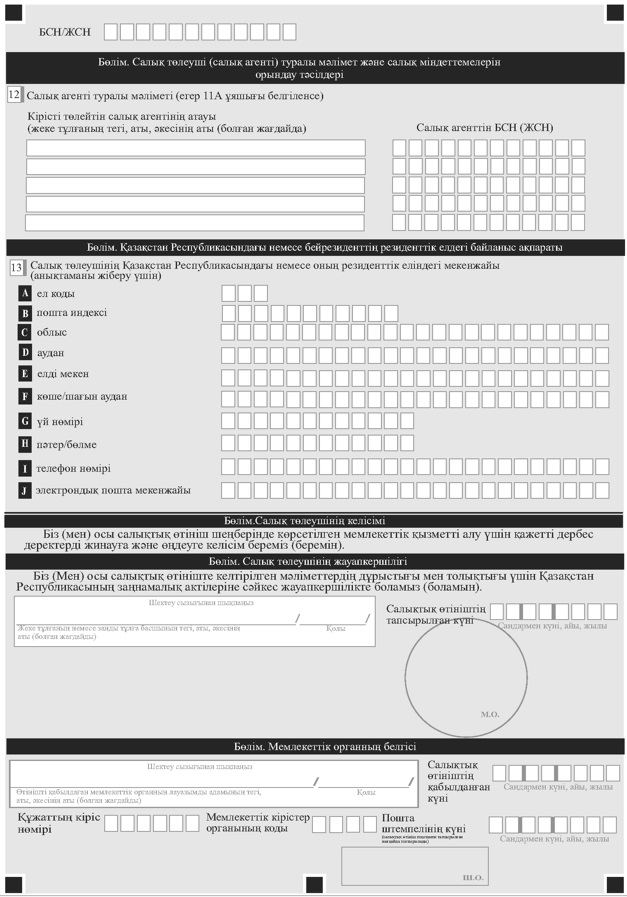 БСН/ЖСН
Бөлім. Салық төлеуші (салық агенті) туралы мәлімет және салық міндеттемелерін
орындау тәсілдері
12 Салық агенті туралы мәліметі (егер 11А ұяшығы белгіленсе)
Кірісті төлейтін салық агентінің атауы
(жеке тұлғаның тегі, аты, әкесінің аты (болған жағдайда)
Салық агенттін БСН (ЖСН)
Бөлім. Қазақстан Республикасындағы немесе бейрезиденттің резиденттік елдегі байланыс ақпараты
13 Салық төлеушінің Қазақстан Республикасындағы немесе оның резиденттік еліндегі мекенжайы
(анықтаманы жіберу үшін)
A ел коды
B пошта индексі
C облыс
D аудан
E елді мекен
F көше/шағын аудан
G үй нөмірі
H пәтер/бөлме
I телефон нөмірі
J электрондық пошта мекенжайы
Бөлім.Салық төлеушінің келісімі
Біз (мен) осы салықтық өтініш шеңберінде көрсетілген мемлекеттік қызметті алу үшін қажетті дербес
деректерді жинауға және өңдеуге келісім береміз (беремін).
Бөлім. Салық төлеушінің жауапкершілігі
Біз (Мен) осы салықтық өтініште келтірілген мәліметтердің дұрыстығы мен толықтығы үшін Қазақстан
Республикасының заңнамалық актілеріне сәйкес жауапкершілікте боламыз (боламын).
Шектеу сызығынан шықпаңыз
/ /
Жеке тұлғаның немесе заңды тұлға басшының тегі, аты, әкесінің
аты (болған жағдайда)
Қолы
Салықтық өтініштің
тапсырылған күні
Сандармен күні, айы, жылы
М.О.
Бөлім. Мемлекеттік органның белгісі
Шектеу сызығынан шықпаңыз
/ /
Өтінішті қабылдаған мемлекеттік органның лауазымды адамының тегі,
аты, әкесінің аты (болған жағдайда)
Қолы
Салықтық
өтініштің
қабылданған
күні
Сандармен күні, айы, жылы
Құжаттың кіріс
нөмірі
Мемлекеттік кірістер
органының коды
Пошта
штемпелінің күні
Сандармен күні, айы, жылы
Ш.О.